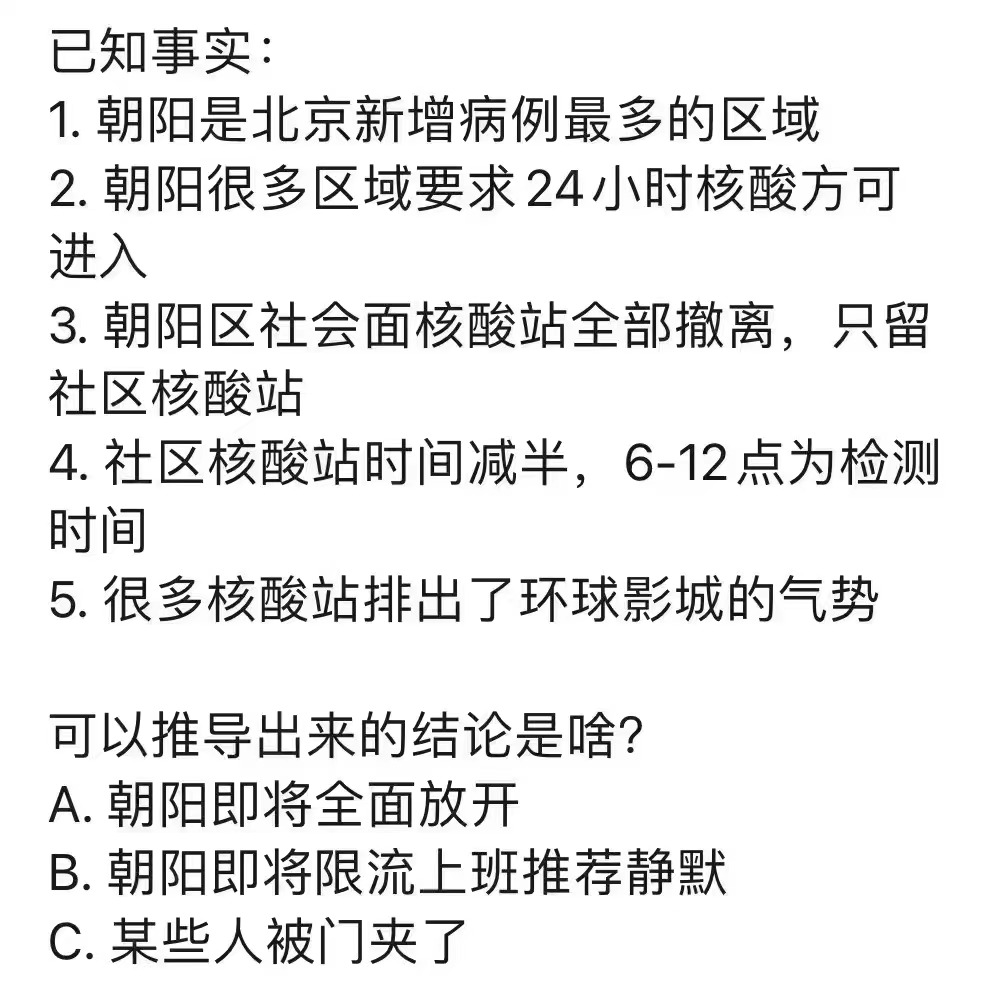 已知事实：
1. 朝阳是北京新增病例最多的区域
2. 朝阳很多区域要求24小时核酸方可
进入
3. 朝阳区社会面核酸站全部撤离，只留
社区核酸站
4. 社区核酸站时间减半，6-12点为检测
时间
5. 很多核酸站排出了环球影城的气势
可以推导出来的结论是啥？
A. 朝阳即将全面放开
B. 朝阳即将限流上班推荐静默
C. 某些人被门夹了